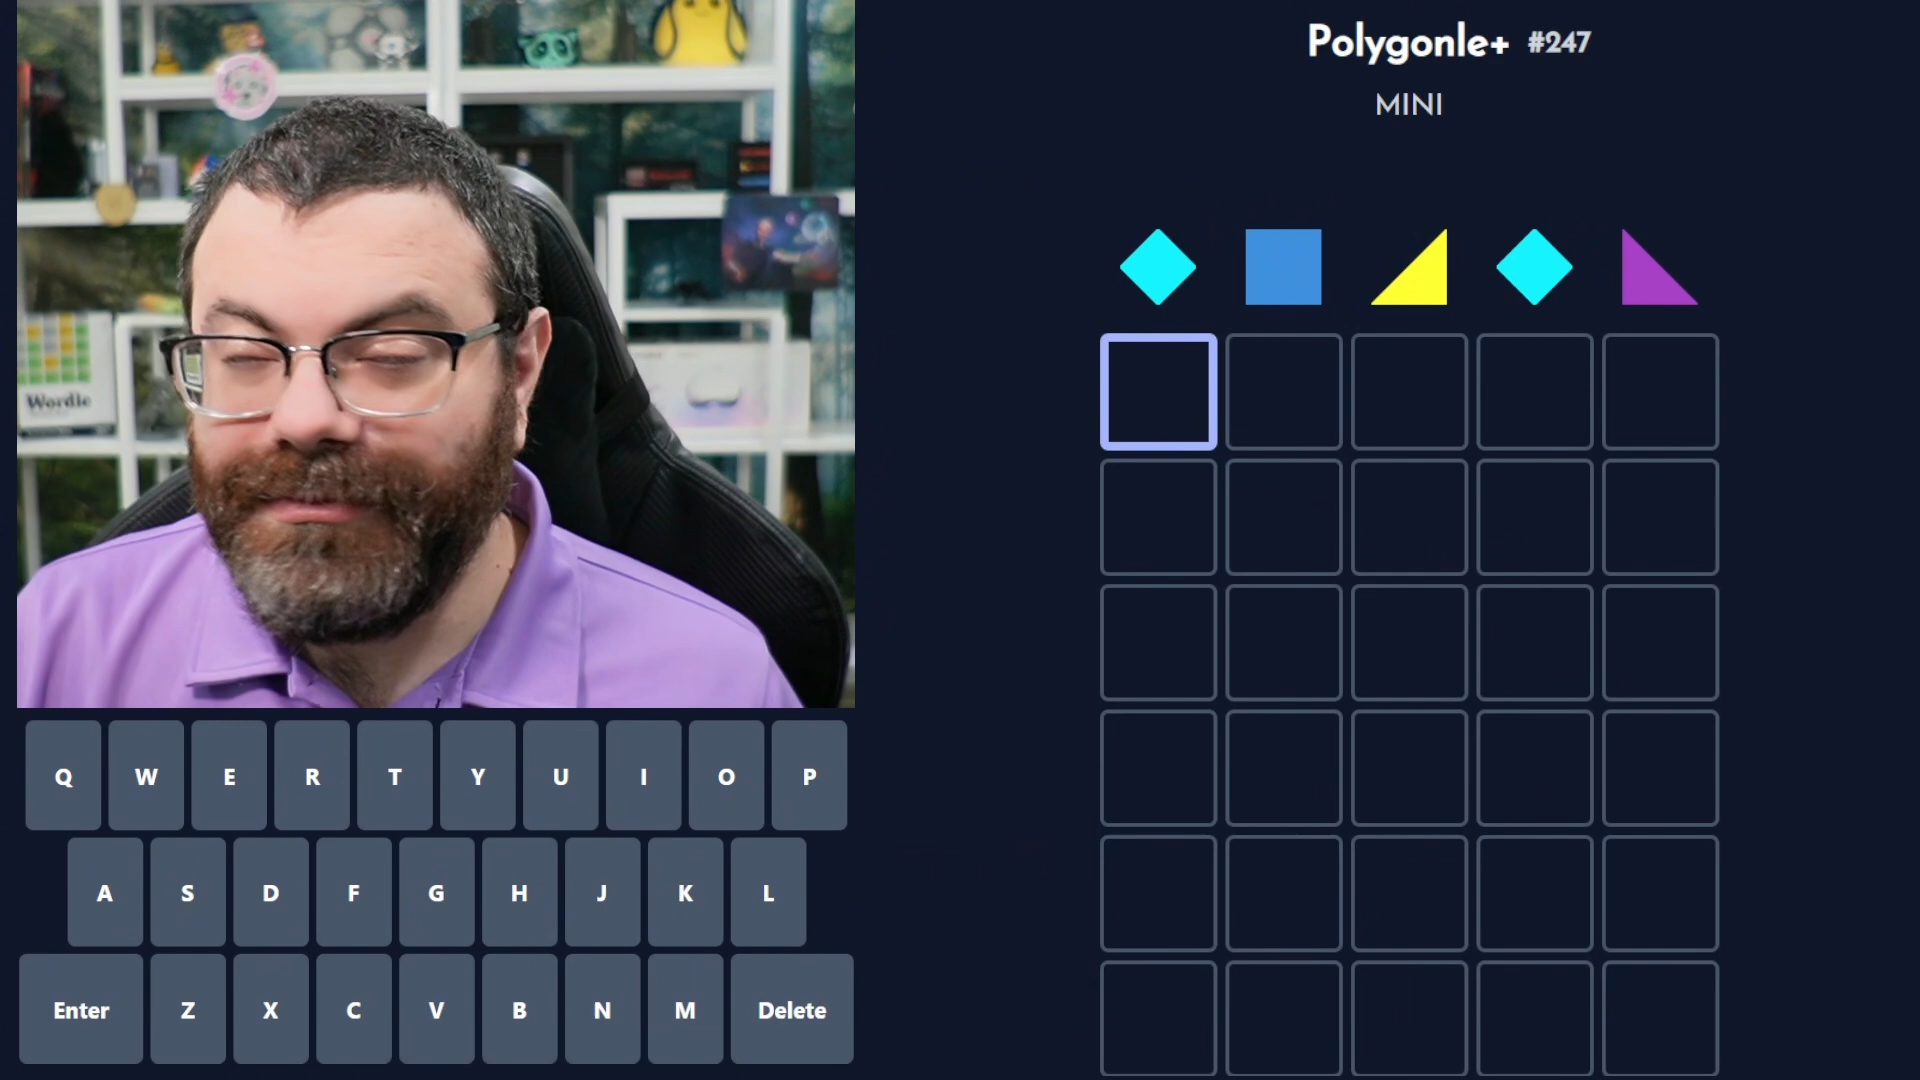 Polygonle+ #247
MINI
Wordle
Q W E R T Y U I O P
A S D F G H J K L
Enter Z X C V B N M Delete